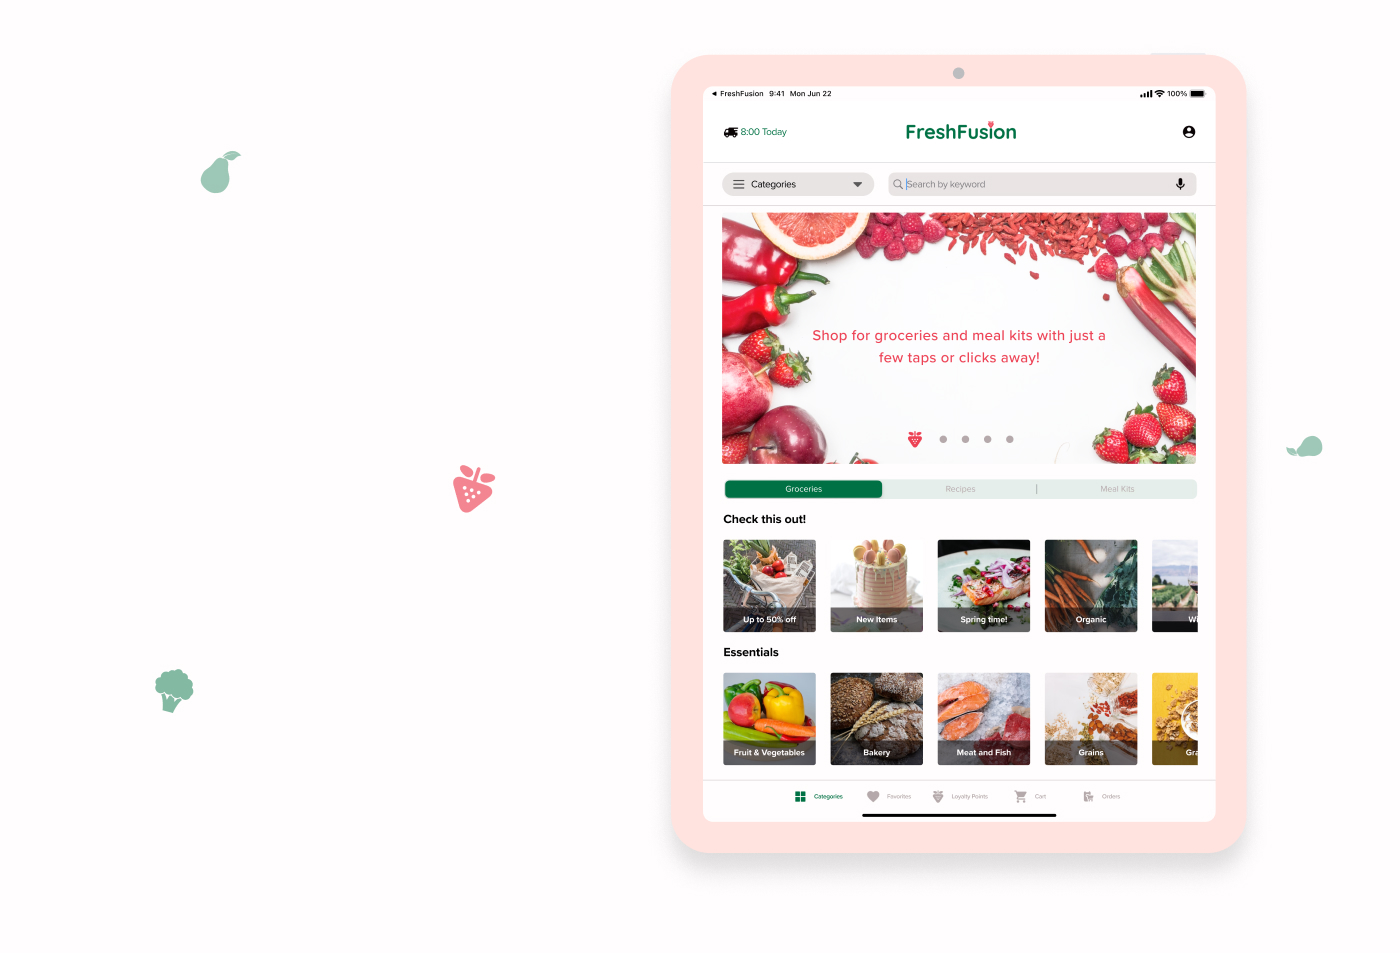 FreshFusion 9:41 Mon Jun 22
100%
8:00 Today
FreshFusion
Categories
Search by keyword
Shop for groceries and meal kits with just a
few taps or clicks away!
Groceries
Recipes
Meal Kits
Check this out!
Up to 50% off
New Items
Spring time!
Organic
Wi
Essentials
Fruit & Vegetables
Bakery
Meat and Fish
Grains
Gra
Categories
Favorites
Loyalty Points
Cart
Orders